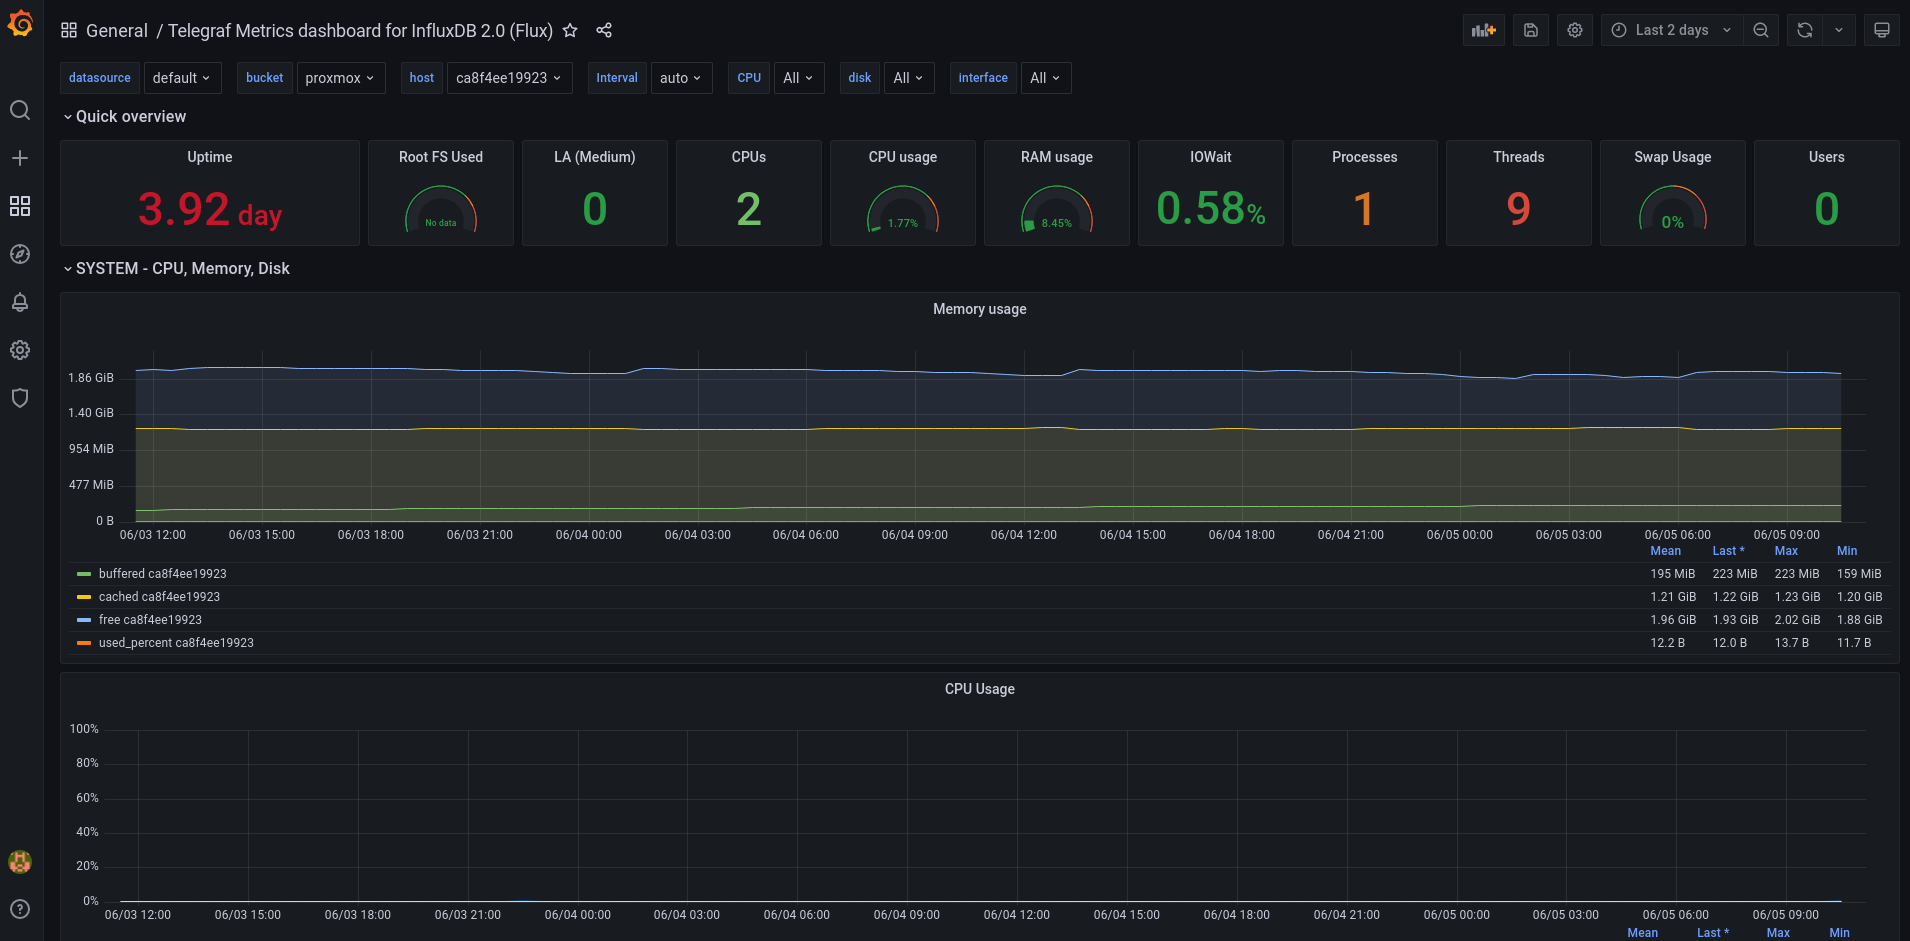 General / Telegraf Metrics dashboard for InfluxDB 2.0 (Flux)
Last 2 days
datasource default bucket proxmox host ca8f4ee19923 Interval auto CPU All disk All interface All
Quick overview
Uptime Root FS Used LA (Medium) CPUs CPU usage RAM usage IOWait Processes Threads Swap Usage Users
3.92 day No data 0 2 1.77% 8.45% 0.58% 1 9 0% 0
SYSTEM - CPU, Memory, Disk
Memory usage
1.86 GiB
1.40 GiB
954 MiB
477 MiB
0 B
06/03 12:00 06/03 15:00 06/03 18:00 06/03 21:00 06/04 00:00 06/04 03:00 06/04 06:00 06/04 09:00 06/04 12:00 06/04 15:00 06/04 18:00 06/04 21:00 06/05 00:00 06/05 03:00 06/05 06:00 06/05 09:00
Mean Last * Max Min
buffered ca8f4ee19923 195 MiB 223 MiB 223 MiB 159 MiB
cached ca8f4ee19923 1.21 GiB 1.22 GiB 1.23 GiB 1.20 GiB
free ca8f4ee19923 1.96 GiB 1.93 GiB 2.02 GiB 1.88 GiB
used_percent ca8f4ee19923 12.2 B 12.0 B 13.7 B 11.7 B
CPU Usage
100%
80%
60%
40%
20%
0%
06/03 12:00 06/03 15:00 06/03 18:00 06/03 21:00 06/04 00:00 06/04 03:00 06/04 06:00 06/04 09:00 06/04 12:00 06/04 15:00 06/04 18:00 06/04 21:00 06/05 00:00 06/05 03:00 06/05 06:00 06/05 09:00
Mean Last * Max Min